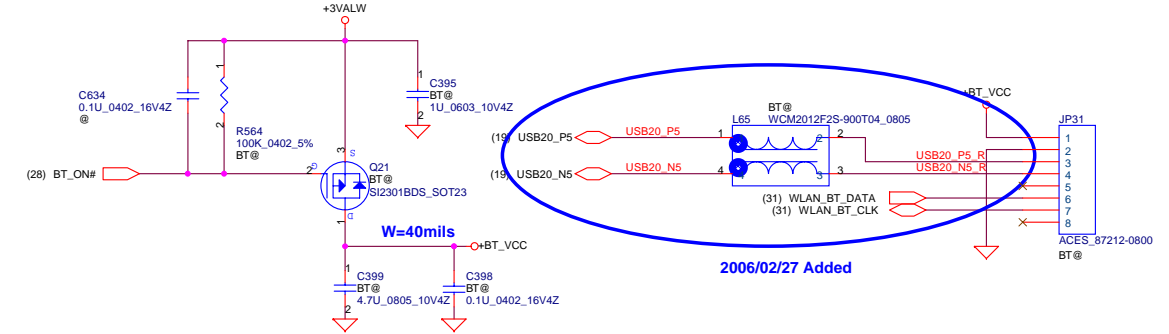 +3VALW
C634
0.1U_0402_16V4Z
@
1
2
R564
100K_0402_5%
BT@
1
2
C395
BT@
1U_0603_10V4Z
(28) BT_ON#
2
G
3
S
Q21
BT@
SI2301BDS_SOT23
D
1
W=40mils
+BT_VCC
1
2
C399
BT@
4.7U_0805_10V4Z
1
2
C398
BT@
0.1U_0402_16V4Z
BT@
L65
WCM2012F2S-900T04_0805
(19) USB20_P5
USB20_P5
1
2
2
(19) USB20_N5
USB20_N5
4
4
3
3
+BT_VCC
USB20_P5_R
USB20_N5_R
(31) WLAN_BT_DATA
(31) WLAN_BT_CLK
JP31
1
2
3
4
5
6
7
8
ACES_87212-0800
BT@
2006/02/27 Added